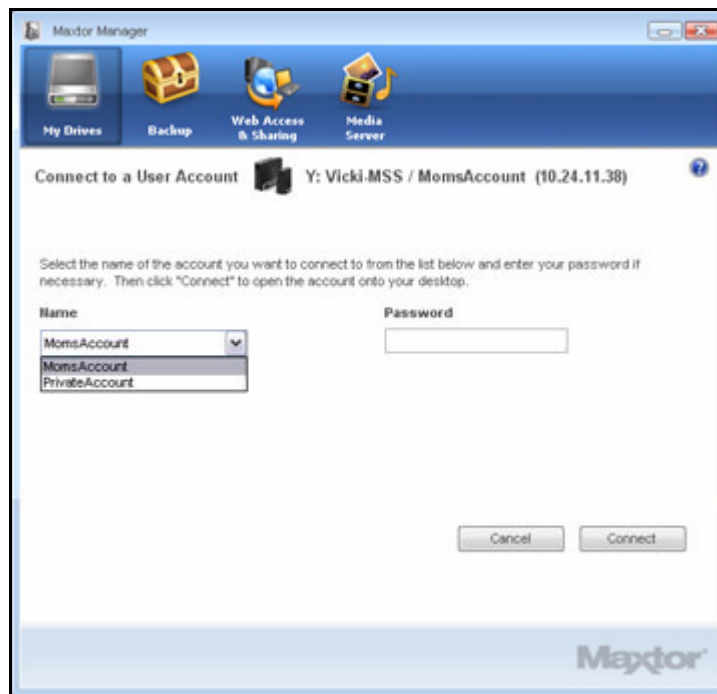 Maxtor Manager
My Drives
Backup
Web Access
& Sharing
Media
Server
Connect to a User Account
Y: Vicki-MSS / MomsAccount (10.24.11.38)
?
Select the name of the account you want to connect to from the list below and enter your password if
necessary. Then click "Connect" to open the account onto your desktop.
Name
Password
MomsAccount
MomsAccount
PrivateAccount
Cancel
Connect
Maxtor